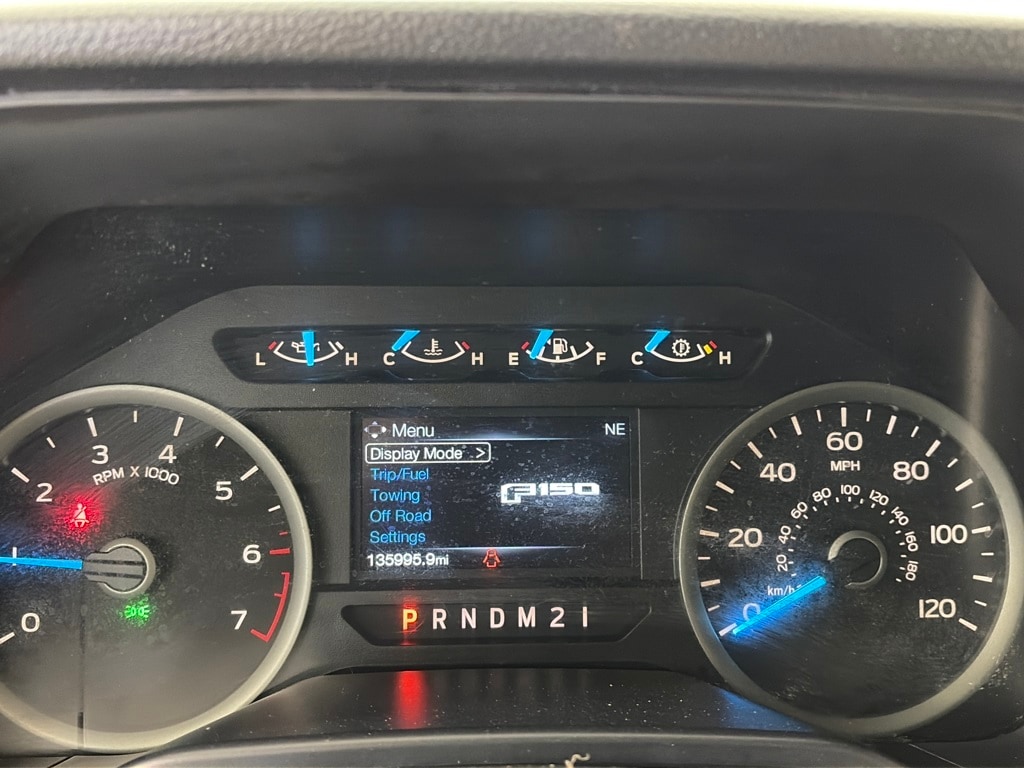 L H C H E F C H
Menu NE
Display Mode >
Trip/Fuel
Towing
Off Road
Settings
F150
135995.9mi
P R N D M 2 1
0 2 3 4 5 6 7
RPM X 1000
0 20 40 60 80 100 120
MPH
20 40 60 80 100 120 140 160 180
km/h